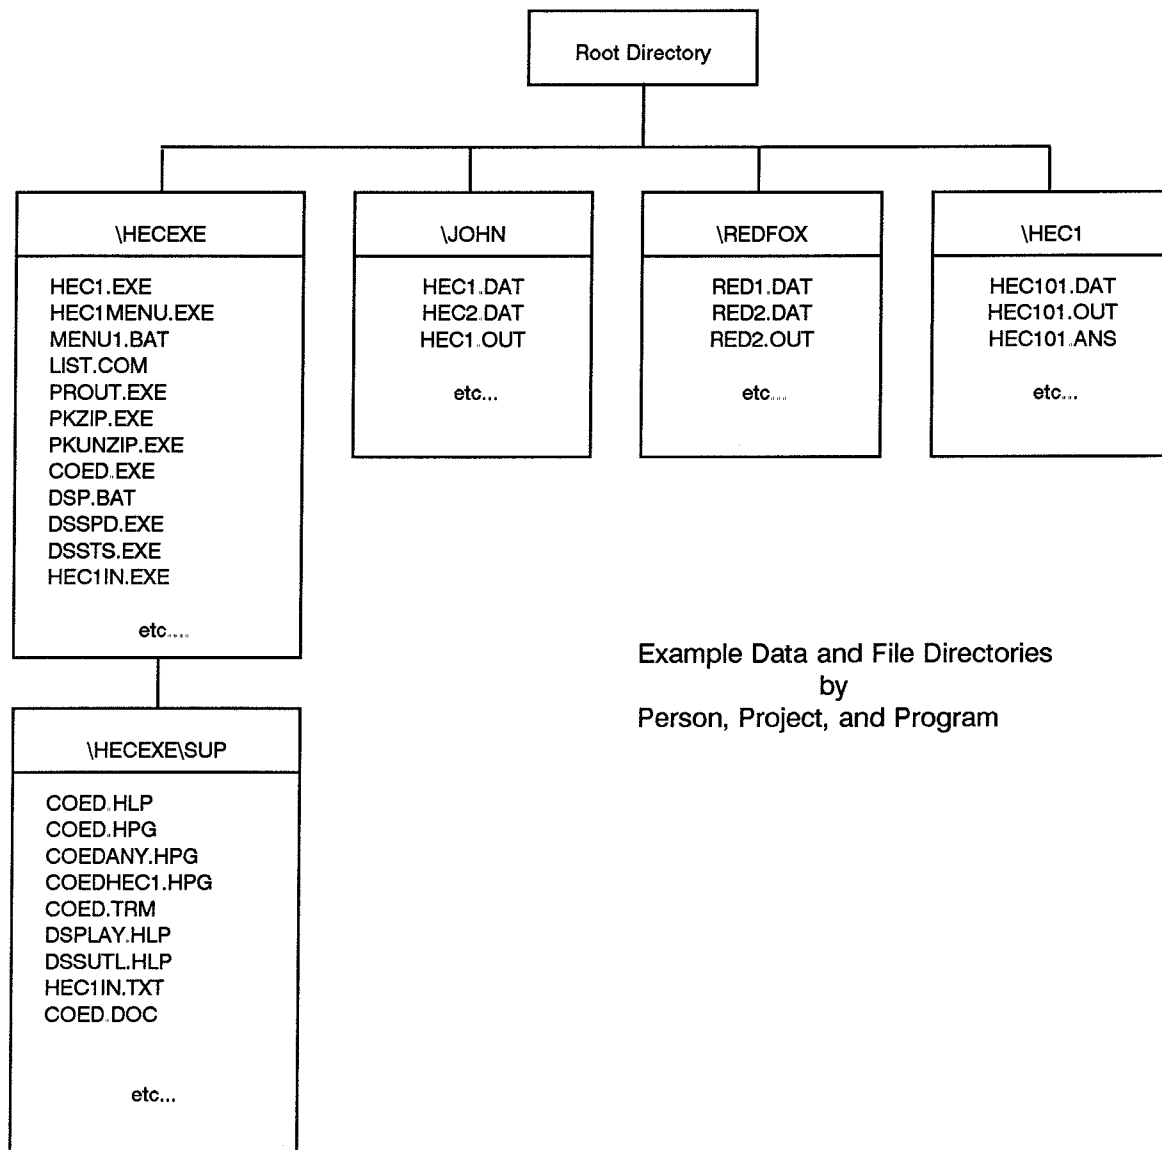 Root Directory
\HECEXE
HEC1.EXE
HEC1MENU.EXE
MENU1.BAT
LIST.COM
PROUT.EXE
PKZIP.EXE
PKUNZIP.EXE
COED.EXE
DSP.BAT
DSSPD.EXE
DSSTS.EXE
HEC1IN.EXE
etc....
\JOHN
HEC1.DAT
HEC2.DAT
HEC1.OUT
etc...
\REDFOX
RED1.DAT
RED2.DAT
RED2.OUT
etc....
\HEC1
HEC101.DAT
HEC101.OUT
HEC101.ANS
etc...
\HECEXE\SUP
COED.HLP
COED.HPG
COEDANY.HPG
COEDHEC1.HPG
COED.TRM
DSPLAY.HLP
DSSUTL.HLP
HEC1IN.TXT
COED.DOC
etc...
Example Data and File Directories
by
Person, Project, and Program